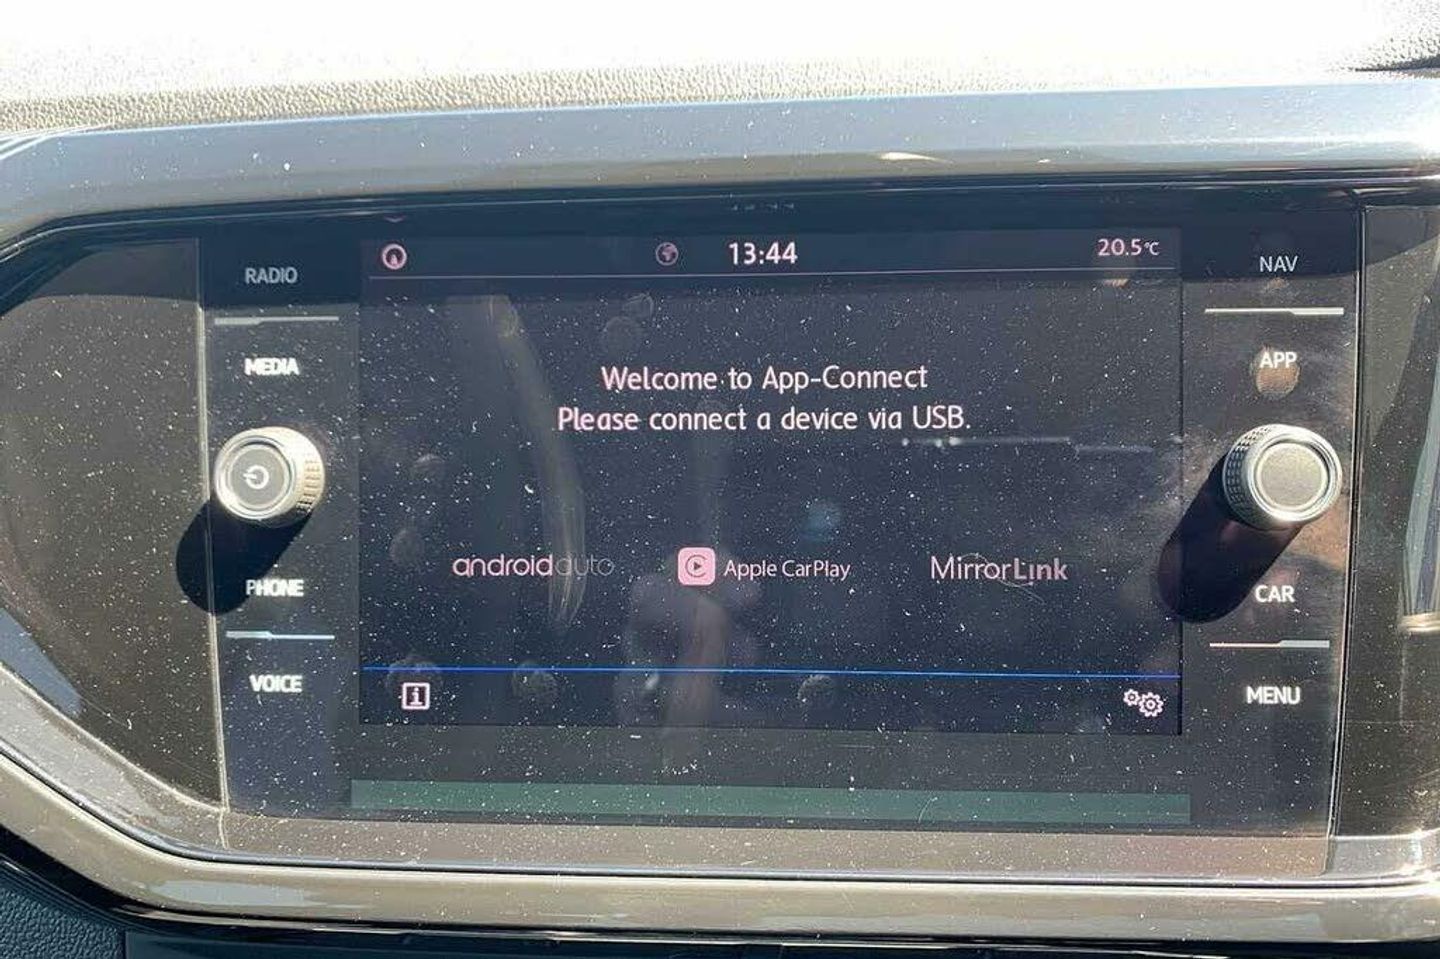 13:44
20.5°C
RADIO
MEDIA
PHONE
VOICE
Welcome to App-Connect
Please connect a device via USB.
androidauto
Apple CarPlay
MirrorLink
i
NAV
APP
CAR
MENU